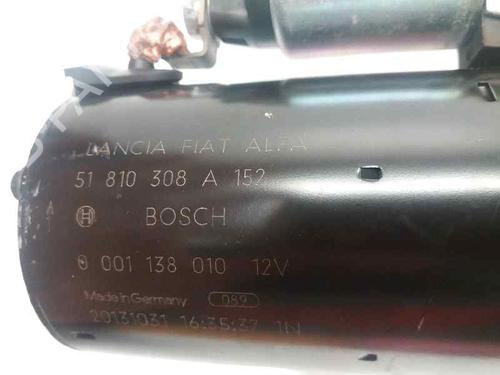 LANCIA FIAT ALFA
51 810 308 A 152
BOSCH
0 001 138 010 12V
Made in Germany 089
20131031 16:35:37 1N